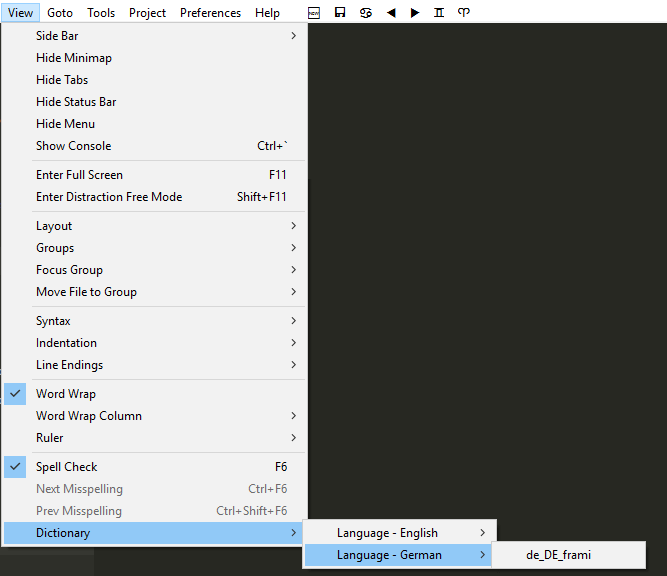 View Goto Tools Project Preferences Help NEW
Side Bar
Hide Minimap
Hide Tabs
Hide Status Bar
Hide Menu
Show Console Ctrl+`
Enter Full Screen F11
Enter Distraction Free Mode Shift+F11
Layout
Groups
Focus Group
Move File to Group
Syntax
Indentation
Line Endings
Word Wrap
Word Wrap Column
Ruler
Spell Check F6
Next Misspelling Ctrl+F6
Prev Misspelling Ctrl+Shift+F6
Dictionary Language - English
Language - German de_DE_frami